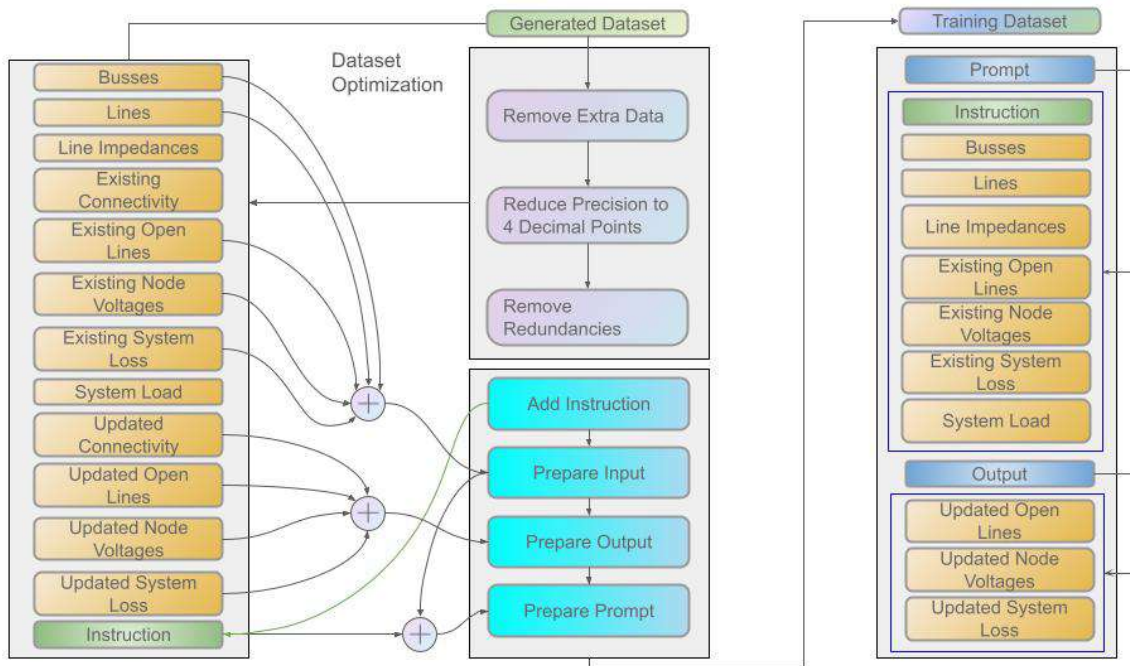 Generated Dataset
Training Dataset
Dataset
Optimization
Busses
Lines
Line Impedances
Existing
Connectivity
Existing Open
Lines
Existing Node
Voltages
Existing System
Loss
System Load
Updated
Connectivity
Updated Open
Lines
Updated Node
Voltages
Updated System
Loss
Instruction
Remove Extra Data
Reduce Precision to
4 Decimal Points
Remove
Redundancies
Add Instruction
Prepare Input
Prepare Output
Prepare Prompt
Prompt
Instruction
Busses
Lines
Line Impedances
Existing Open
Lines
Existing Node
Voltages
Existing System
Loss
System Load
Output
Updated Open
Lines
Updated Node
Voltages
Updated System
Loss